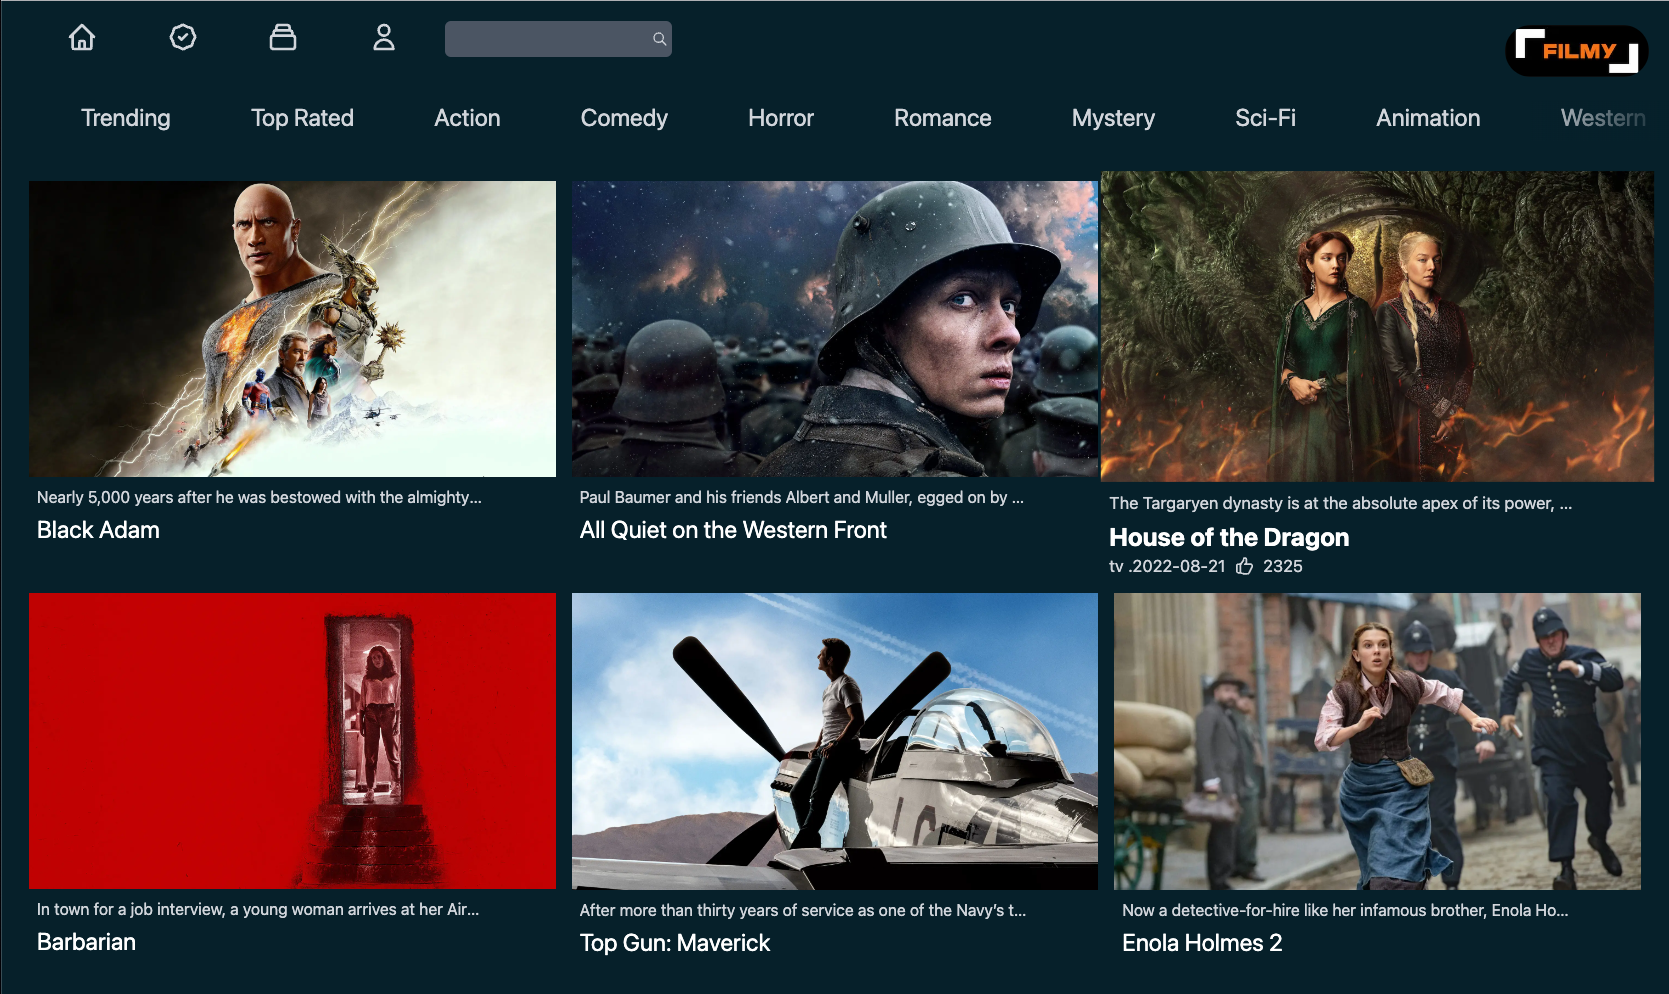 FILMY
Trending Top Rated Action Comedy Horror Romance Mystery Sci-Fi Animation Western
Nearly 5,000 years after he was bestowed with the almighty...
Black Adam
Paul Baumer and his friends Albert and Muller, egged on by ...
All Quiet on the Western Front
The Targaryen dynasty is at the absolute apex of its power, ...
House of the Dragon
tv .2022-08-21 2325
In town for a job interview, a young woman arrives at her Air...
Barbarian
After more than thirty years of service as one of the Navy's t...
Top Gun: Maverick
Now a detective-for-hire like her infamous brother, Enola Ho...
Enola Holmes 2